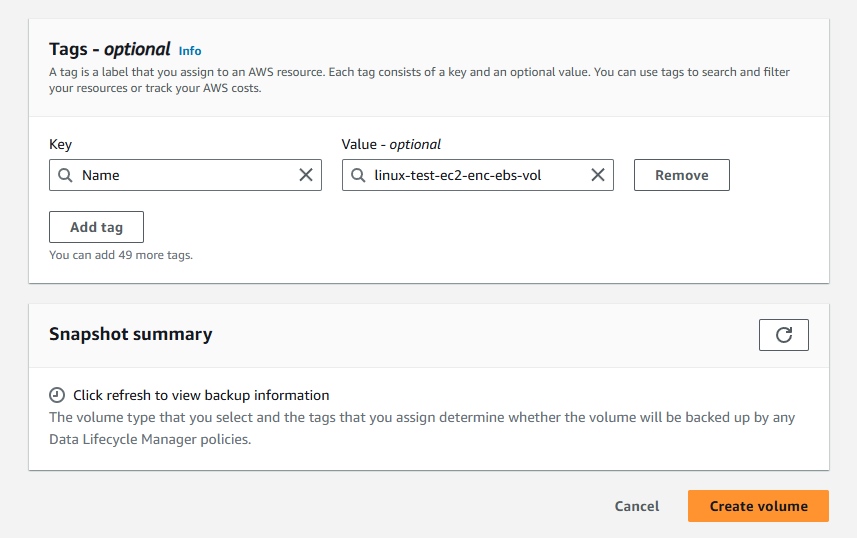 Tags - optional Info
A tag is a label that you assign to an AWS resource. Each tag consists of a key and an optional value. You can use tags to search and filter
your resources or track your AWS costs.
Key
Value - optional
Name
linux-test-ec2-enc-ebs-vol
Remove
Add tag
You can add 49 more tags.
Snapshot summary
Click refresh to view backup information
The volume type that you select and the tags that you assign determine whether the volume will be backed up by any
Data Lifecycle Manager policies.
Cancel
Create volume